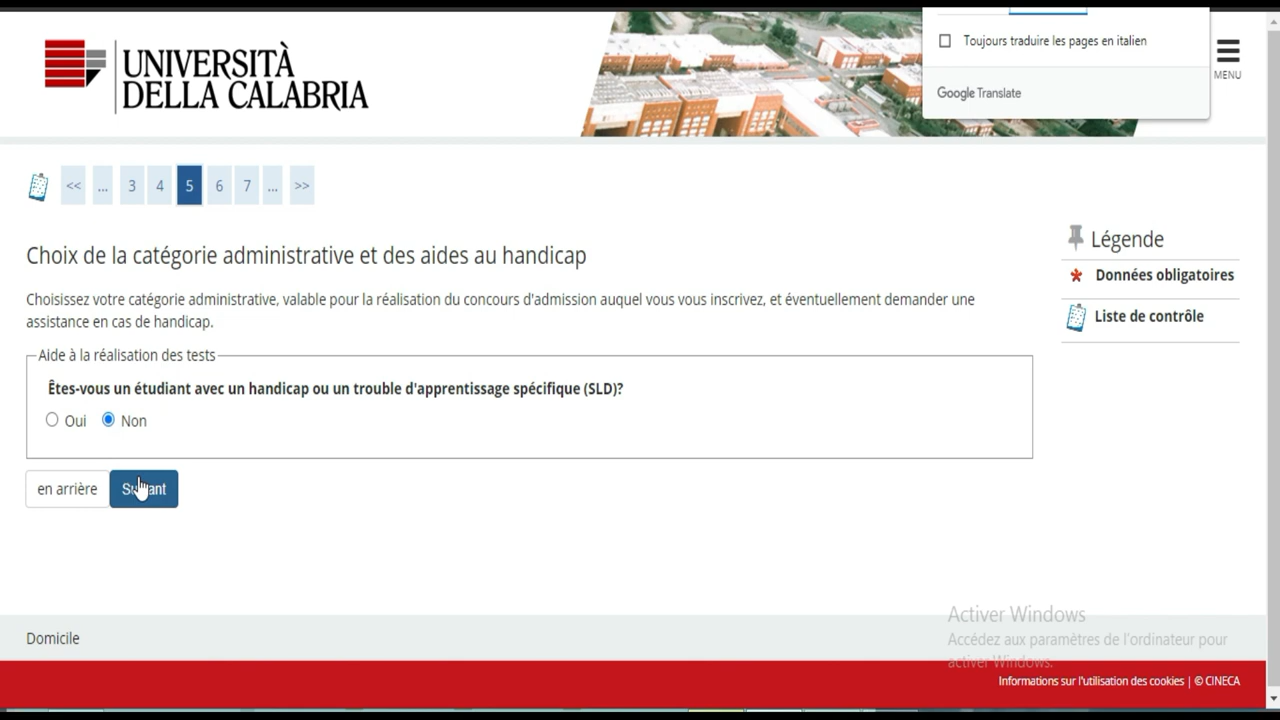 UNIVERSITÀ
DELLA CALABRIA
Toujours traduire les pages en italien
Google Translate
MENU
<< ... 3 4 5 6 7 ... >>
Choix de la catégorie administrative et des aides au handicap
Choisissez votre catégorie administrative, valable pour la réalisation du concours d'admission auquel vous vous inscrivez, et éventuellement demander une
assistance en cas de handicap.
Aide à la réalisation des tests
Êtes-vous un étudiant avec un handicap ou un trouble d'apprentissage spécifique (SLD)?
Oui Non
en arrière
Légende
* Données obligatoires
Liste de contrôle
Domicile
Activer Windows
Accédez aux paramètres de l'ordinateur pour
activer Windows.
Informations sur l'utilisation des cookies | © CINECA